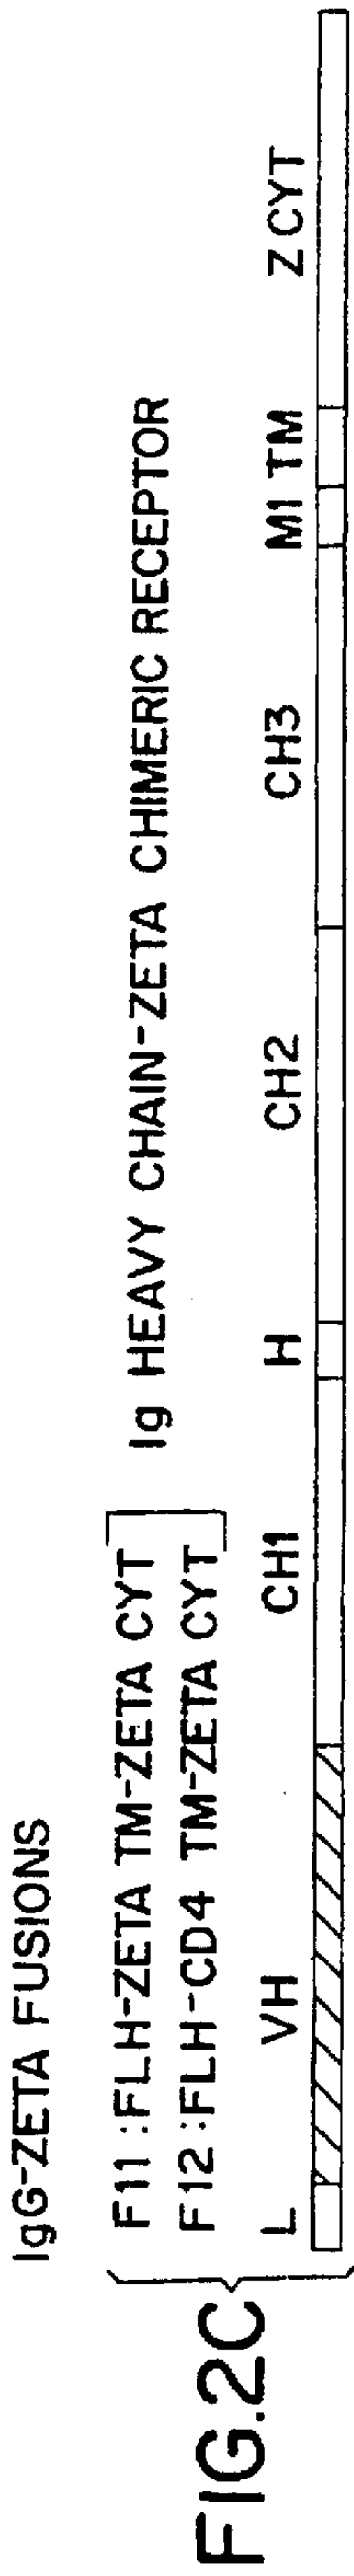 IgG-ZETA FUSIONS
F11:FLH-ZETA TM-ZETA CYT
F12:FLH-CD4 TM-ZETA CYT
Ig HEAVY CHAIN-ZETA CHIMERIC RECEPTOR
L VH CH1 H CH2 CH3 M1 TM Z CYT
FIG.2C